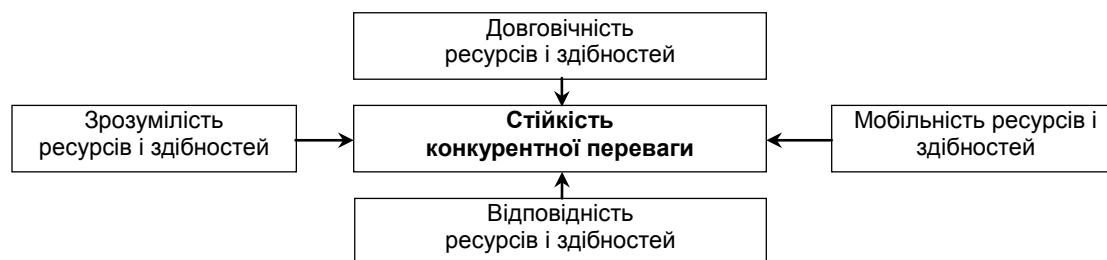 Довговічність
ресурсів і здібностей
Зрозумілість
ресурсів і здібностей
Стійкість
конкурентної переваги
Мобільність ресурсів і
здібностей
Відповідність
ресурсів і здібностей